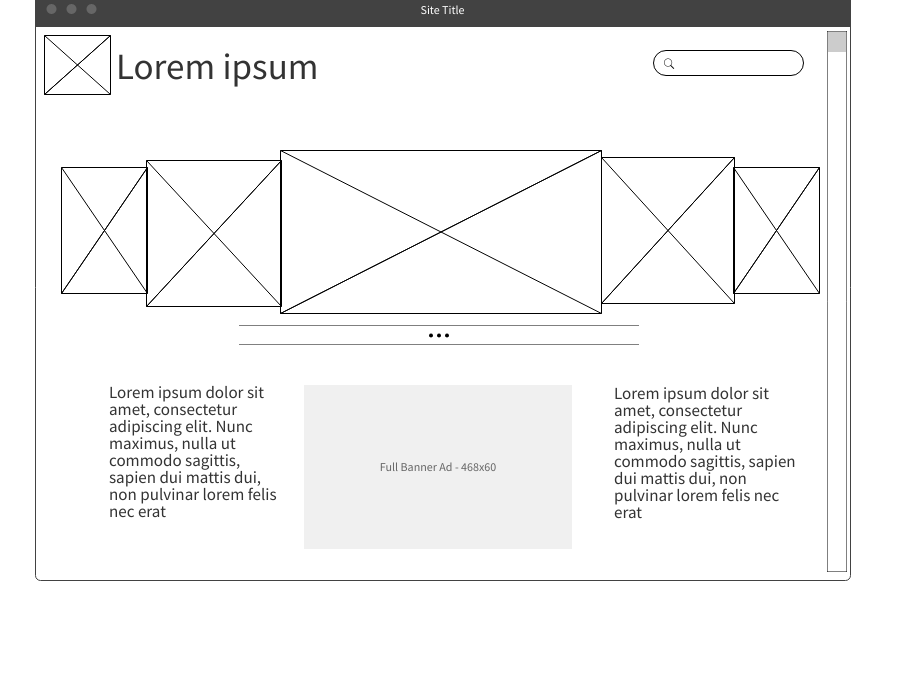 Site Title
Lorem ipsum
Lorem ipsum dolor sit
amet, consectetur
adipiscing elit. Nunc
maximus, nulla ut
commodo sagittis,
sapien dui mattis dui,
non pulvinar lorem felis
nec erat
Full Banner Ad - 468x60
Lorem ipsum dolor sit
amet, consectetur
adipiscing elit. Nunc
maximus, nulla ut
commodo sagittis, sapien
dui mattis dui, non
pulvinar lorem felis nec
erat